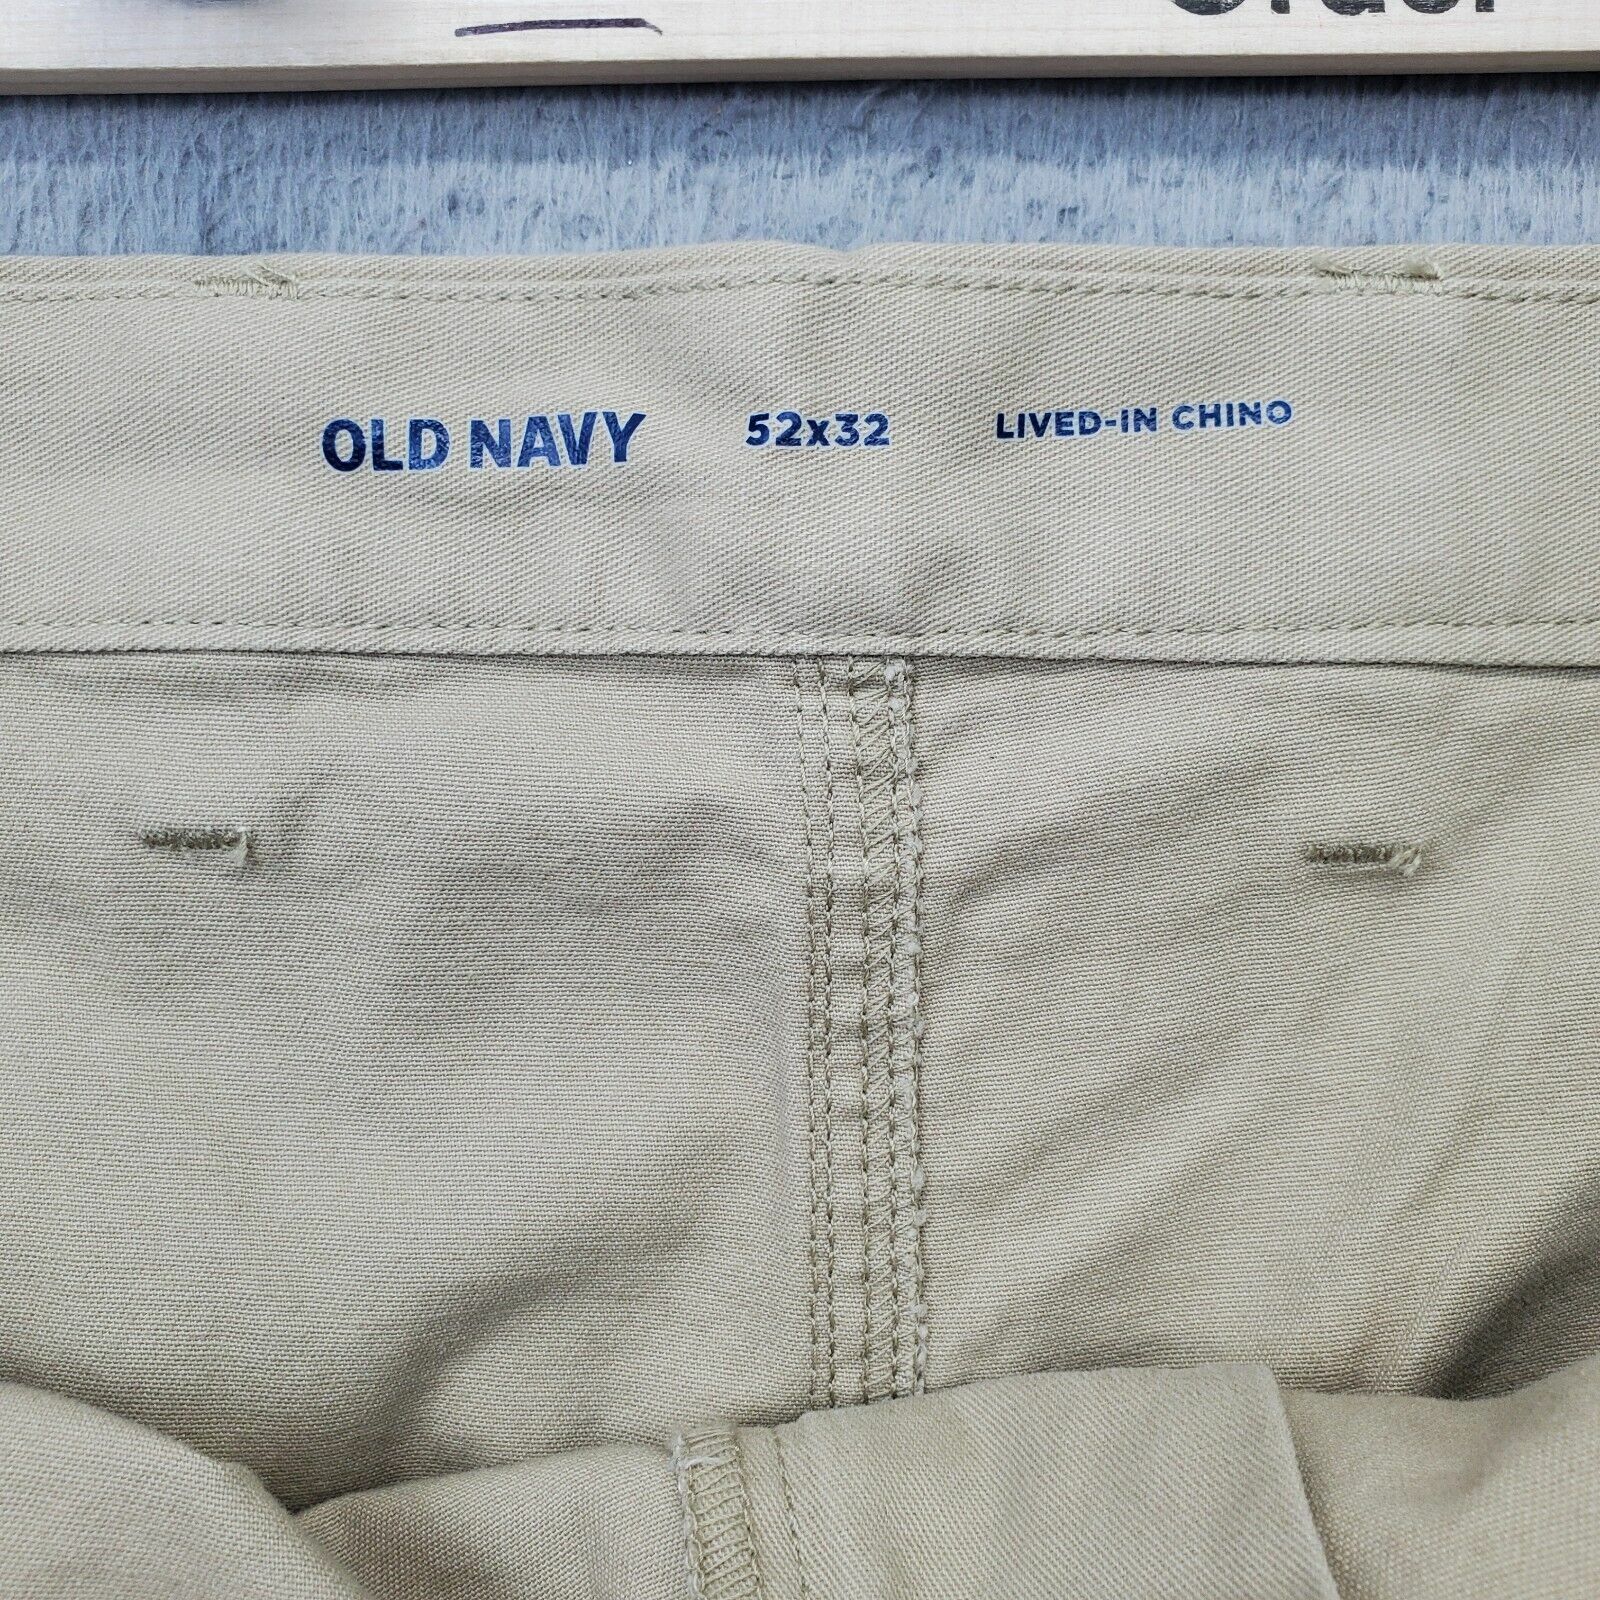 OLD NAVY 52x32 LIVED-IN CHINO